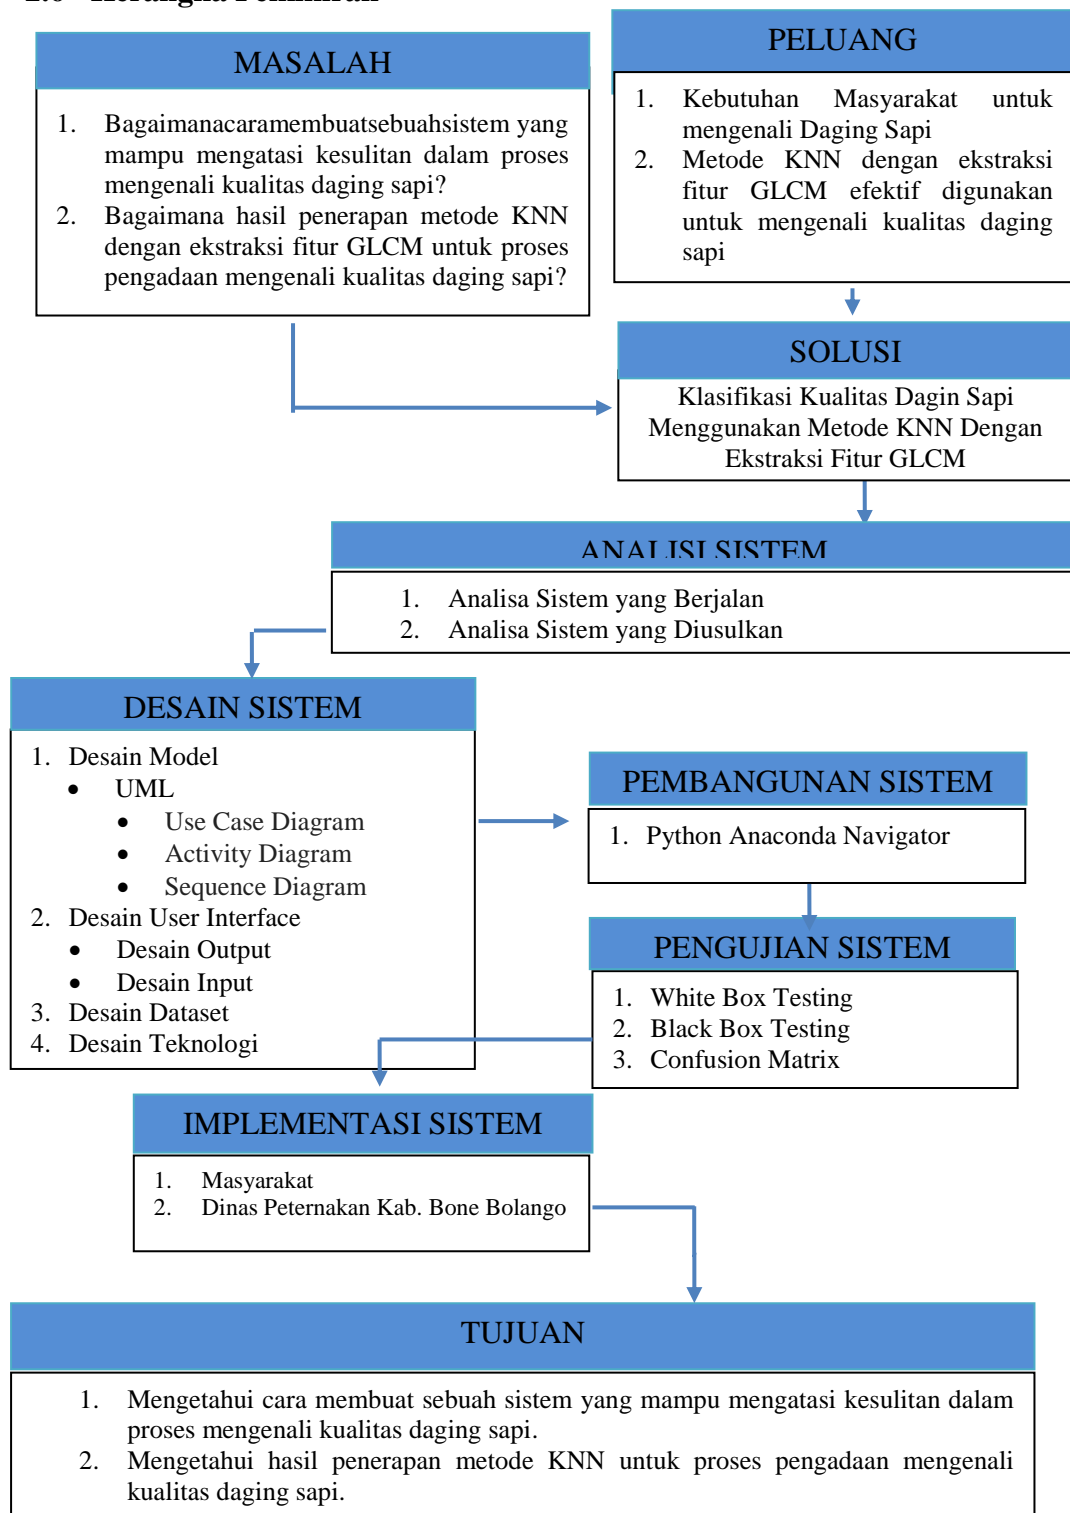 MASALAH
1. Bagaimanacaramembuatsebuahsistem yang
mampu mengatasi kesulitan dalam proses
mengenali kualitas daging sapi?
2. Bagaimana hasil penerapan metode KNN
dengan ekstraksi fitur GLCM untuk proses
pengadaan mengenali kualitas daging sapi?
PELUANG
1. Kebutuhan Masyarakat untuk
mengenali Daging Sapi
2. Metode KNN dengan ekstraksi
fitur GLCM efektif digunakan
untuk mengenali kualitas daging
sapi
SOLUSI
Klasifikasi Kualitas Dagin Sapi
Menggunakan Metode KNN Dengan
Ekstraksi Fitur GLCM
ANALISI SISTEM
1. Analisa Sistem yang Berjalan
2. Analisa Sistem yang Diusulkan
DESAIN SISTEM
1. Desain Model
• UML
• Use Case Diagram
• Activity Diagram
• Sequence Diagram
2. Desain User Interface
• Desain Output
• Desain Input
3. Desain Dataset
4. Desain Teknologi
PEMBANGUNAN SISTEM
1. Python Anaconda Navigator
PENGUJIAN SISTEM
1. White Box Testing
2. Black Box Testing
3. Confusion Matrix
IMPLEMENTASI SISTEM
1. Masyarakat
2. Dinas Peternakan Kab. Bone Bolango
TUJUAN
1. Mengetahui cara membuat sebuah sistem yang mampu mengatasi kesulitan dalam
proses mengenali kualitas daging sapi.
2. Mengetahui hasil penerapan metode KNN untuk proses pengadaan mengenali
kualitas daging sapi.